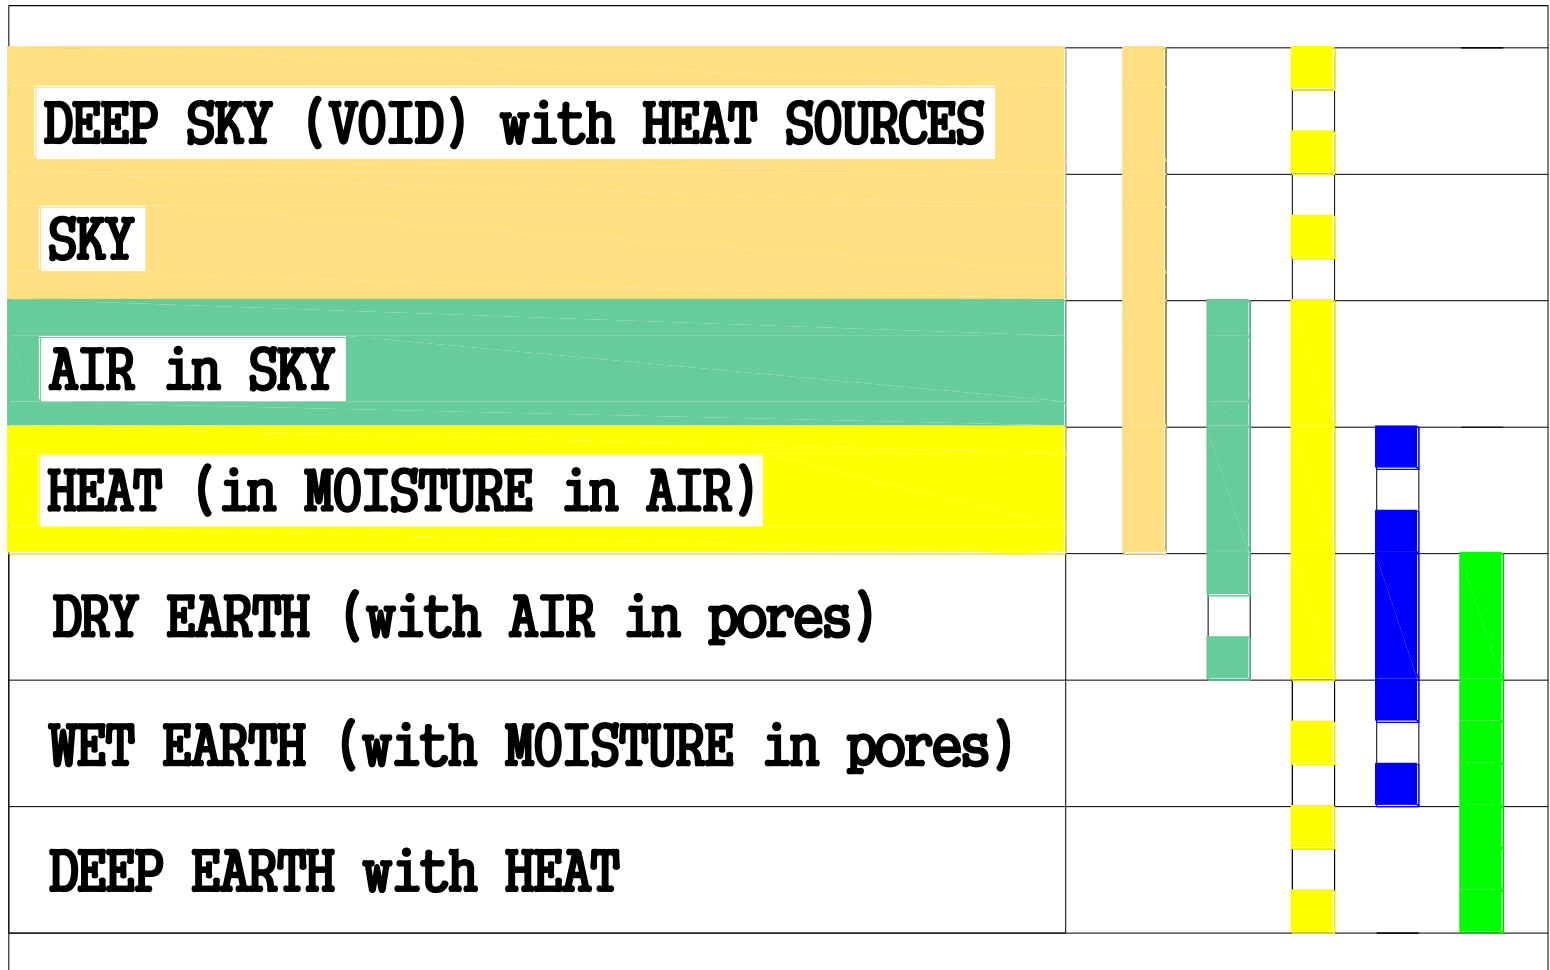 DEEP SKY (VOID) with HEAT SOURCES
SKY
AIR in SKY
HEAT (in MOISTURE in AIR)
DRY EARTH (with AIR in pores)
WET EARTH (with MOISTURE in pores)
DEEP EARTH with HEAT